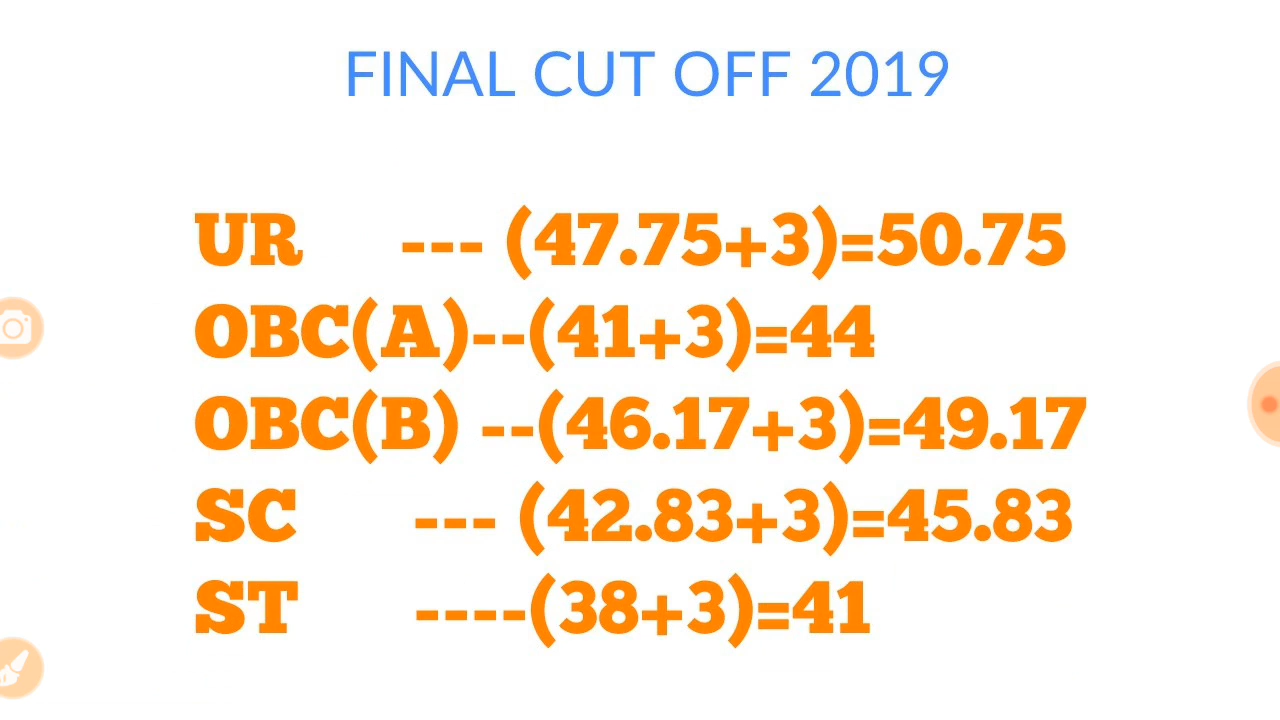 FINAL CUT OFF 2019
UR --- (47.75+3)=50.75
OBC(A)--(41+3)=44
OBC(B) --(46.17+3)=49.17
SC --- (42.83+3)=45.83
ST ----(38+3)=41